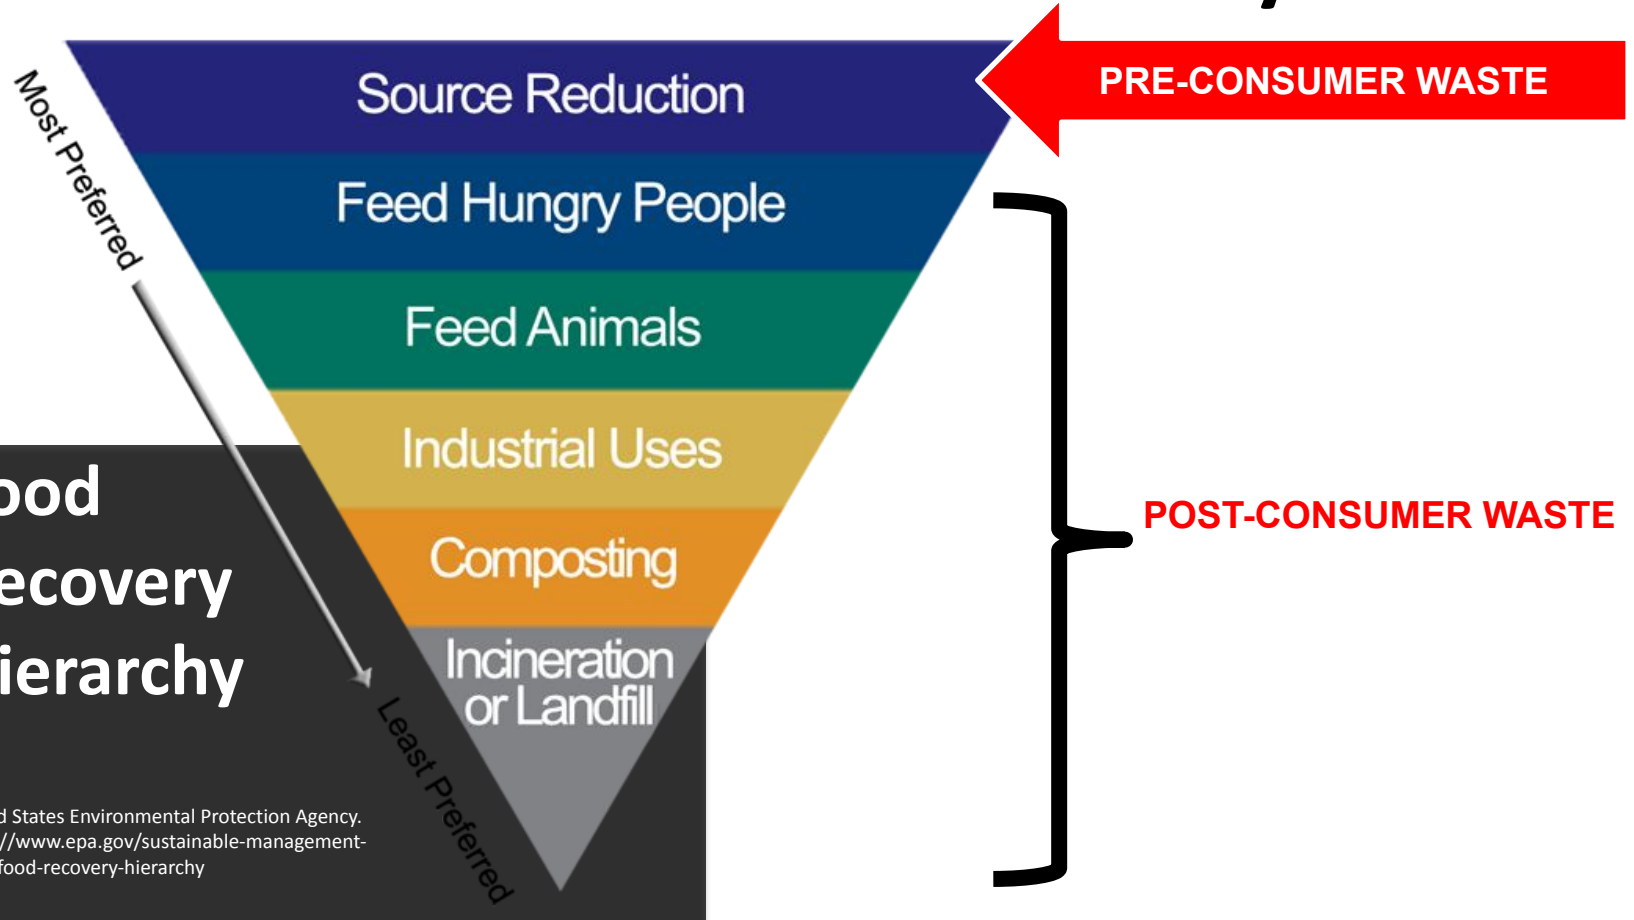 PRE-CONSUMER WASTE
Source Reduction
Most Preferred
Feed Hungry People
Feed Animals
Industrial Uses
ood
ecovery
ierarchy
POST-CONSUMER WASTE
Composting
Incineration
or Landfill
Least Preferred
d States Environmental Protection Agency.
//www.epa.gov/sustainable-management-
food-recovery-hierarchy